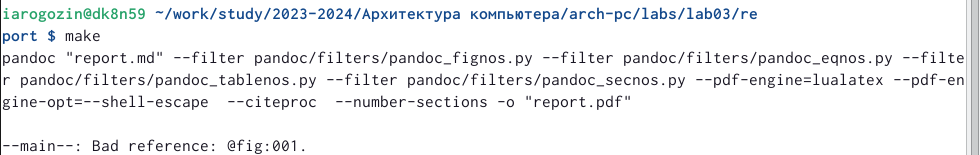 iarogozin@dk8n59 ~/work/study/2023-2024/Архитектура компьютера/arch-pc/labs/lab03/re
port $ make
pandoc "report.md" --filter pandoc/filters/pandoc_fignos.py --filter pandoc/filters/pandoc_eqnos.py --filte
r pandoc/filters/pandoc_tablenos.py --filter pandoc/filters/pandoc_secnos.py --pdf-engine=lualatex --pdf-en
gine-opt=--shell-escape  --citeproc  --number-sections -o "report.pdf"
--main--: Bad reference: @fig:001.